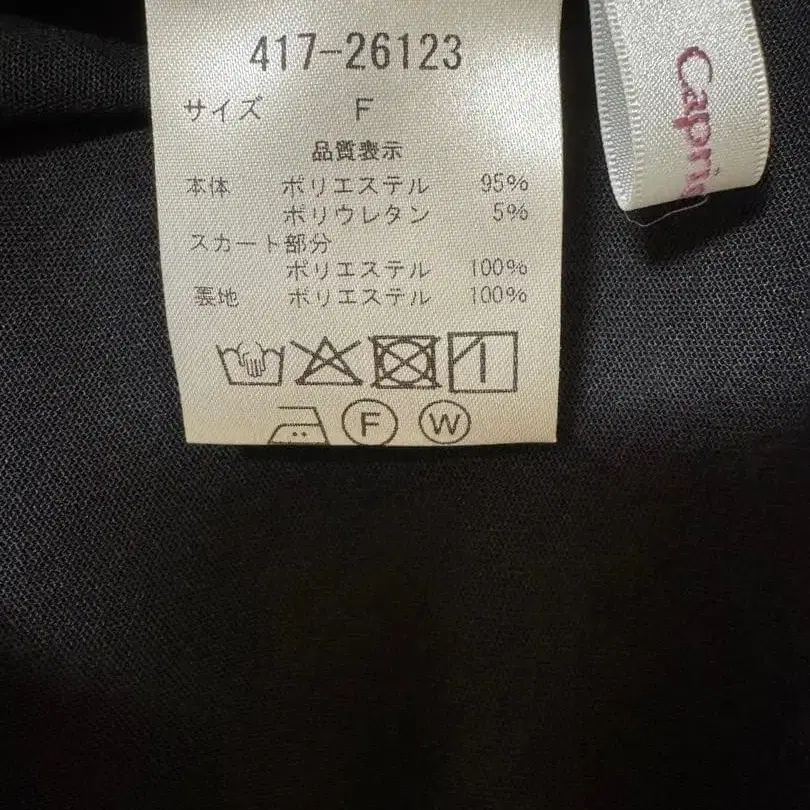 417-26123
サイズ F
品質表示
本体 ポリエステル 95%
ポリウレタン 5%
スカート部分
ポリエステル 100%
裏地 ポリエステル 100%
F W